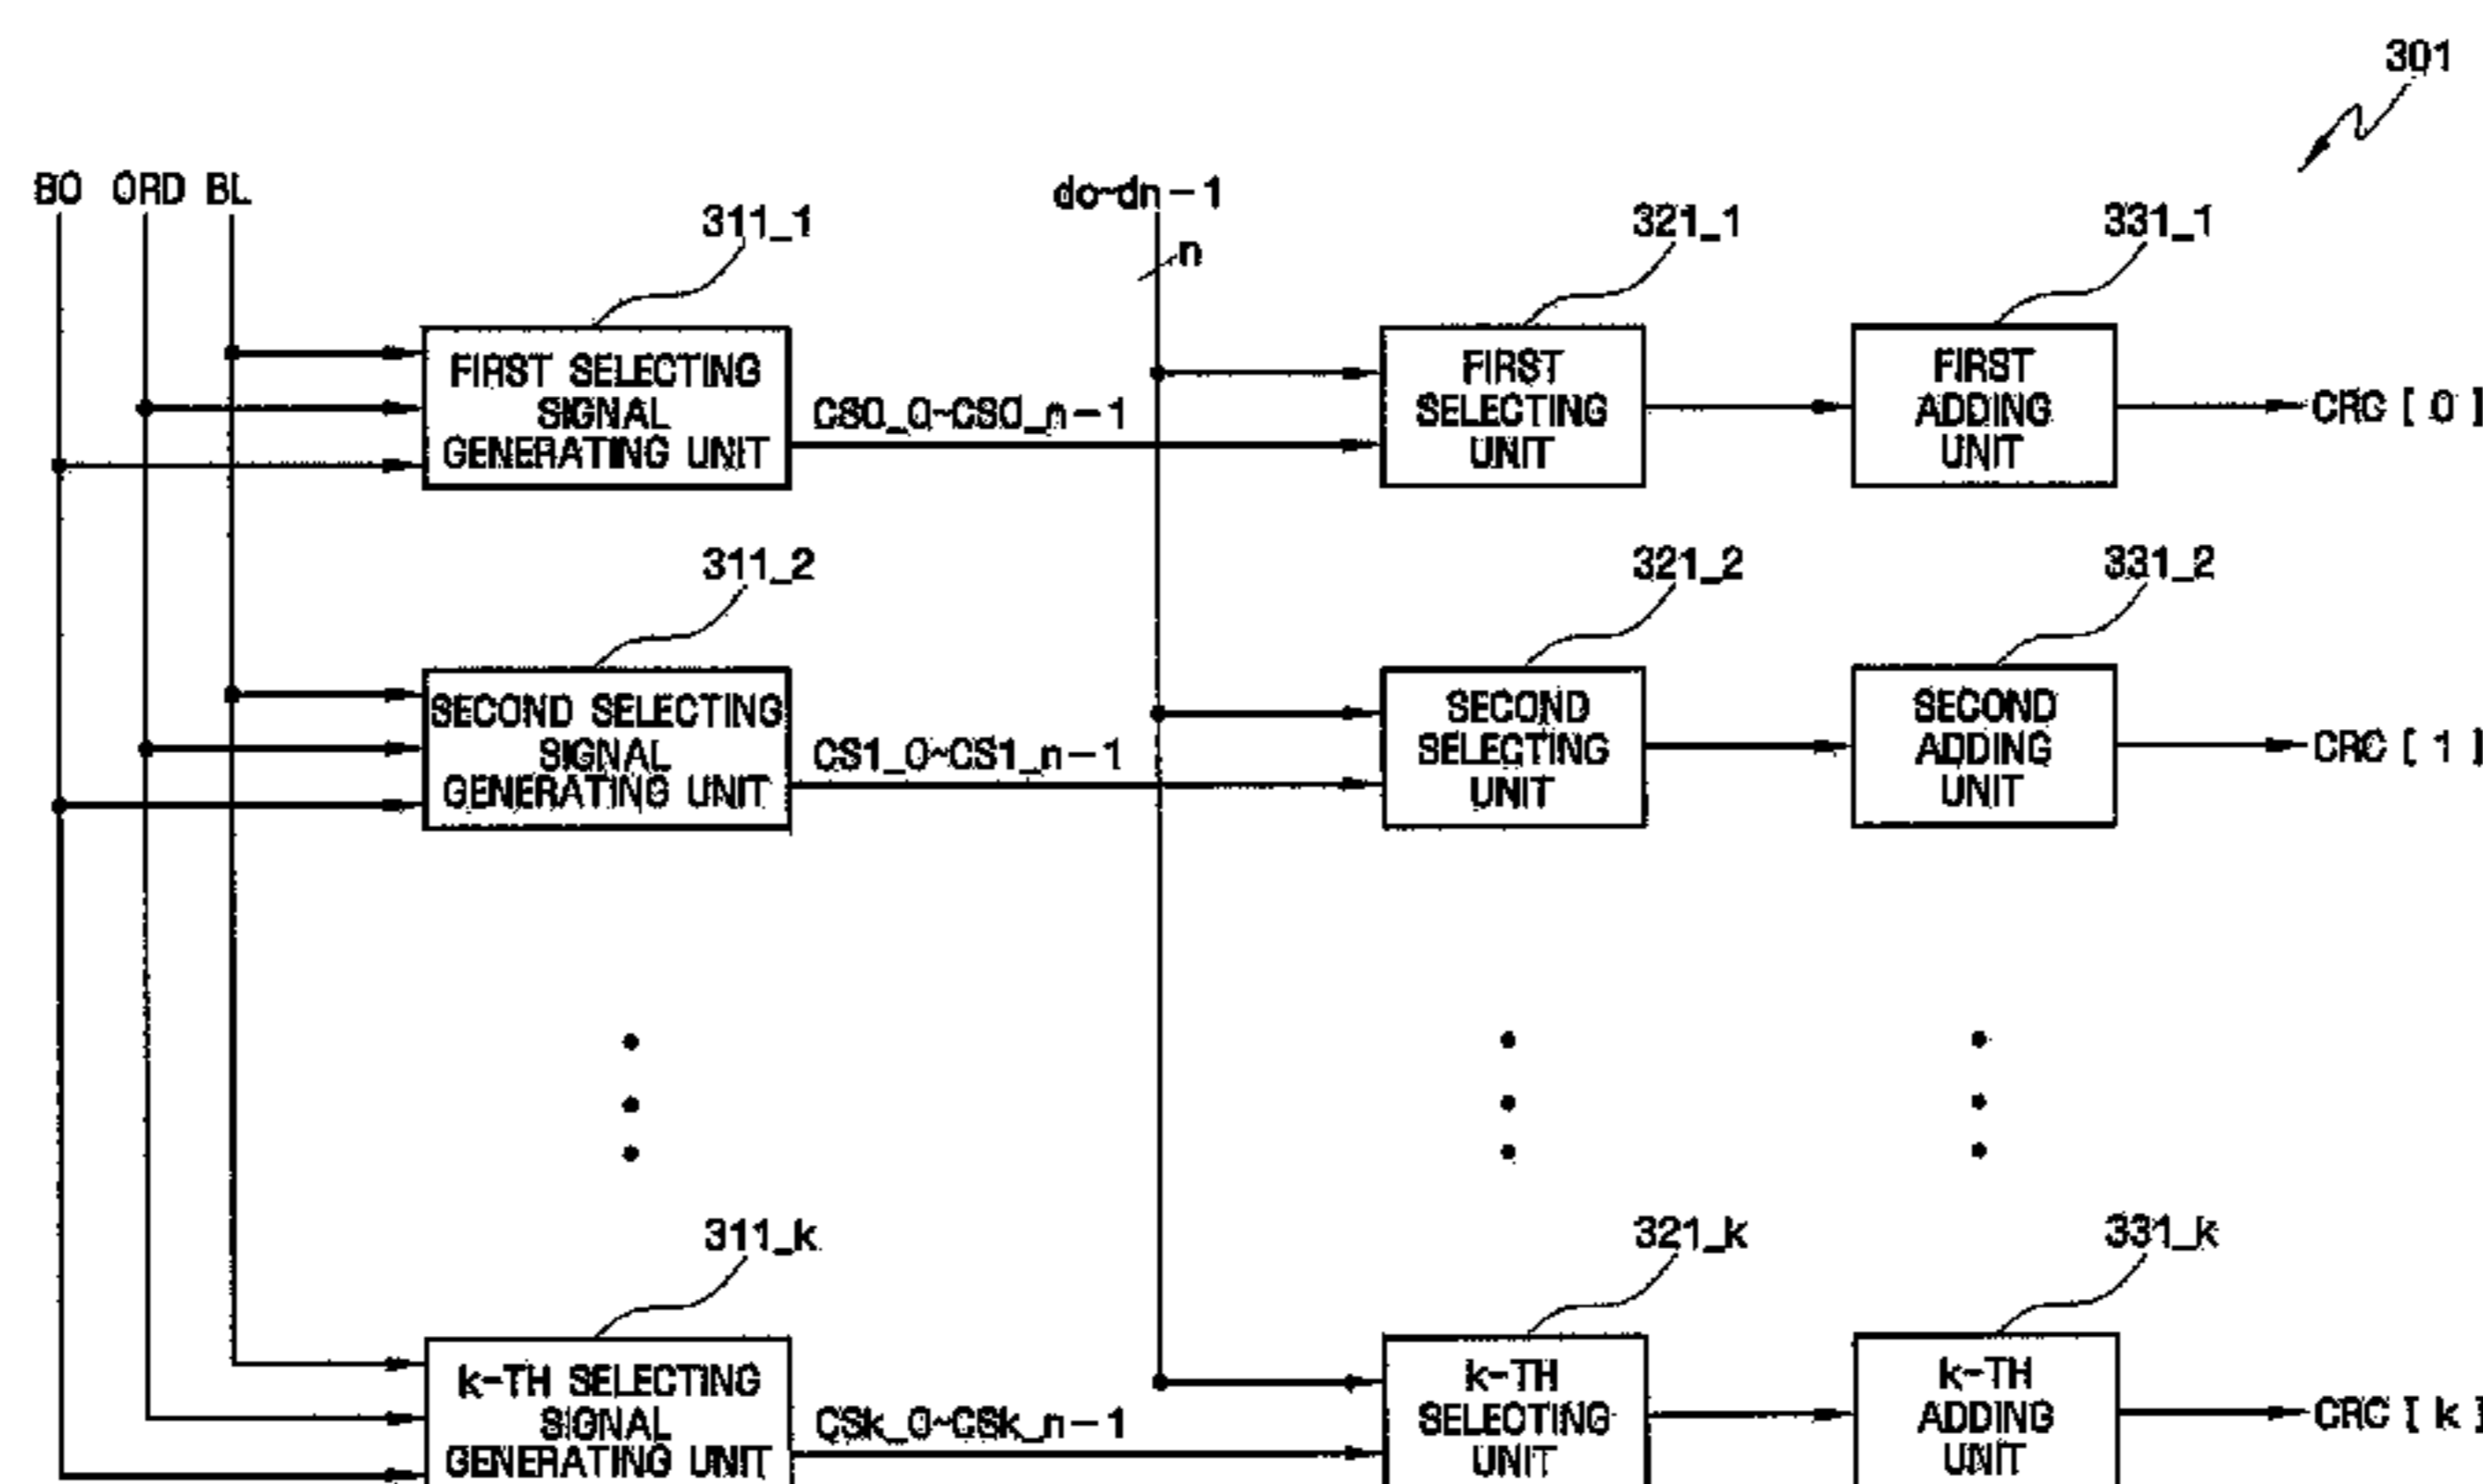 301
BO ORD BL
do~dn-1
n
311_1
321_1
331_1
FIRST SELECTING
SIGNAL
GENERATING UNIT
CS0_0~CS0_n-1
FIRST
SELECTING
UNIT
FIRST
ADDING
UNIT
CRC [ 0 ]
311_2
321_2
331_2
SECOND SELECTING
SIGNAL
GENERATING UNIT
CS1_0~CS1_n-1
SECOND
SELECTING
UNIT
SECOND
ADDING
UNIT
CRC [ 1 ]
311_k
321_k
331_k
k-TH SELECTING
SIGNAL
GENERATING UNIT
CSk_0~CSk_n-1
k-TH
SELECTING
UNIT
k-TH
ADDING
UNIT
CRC [ k ]